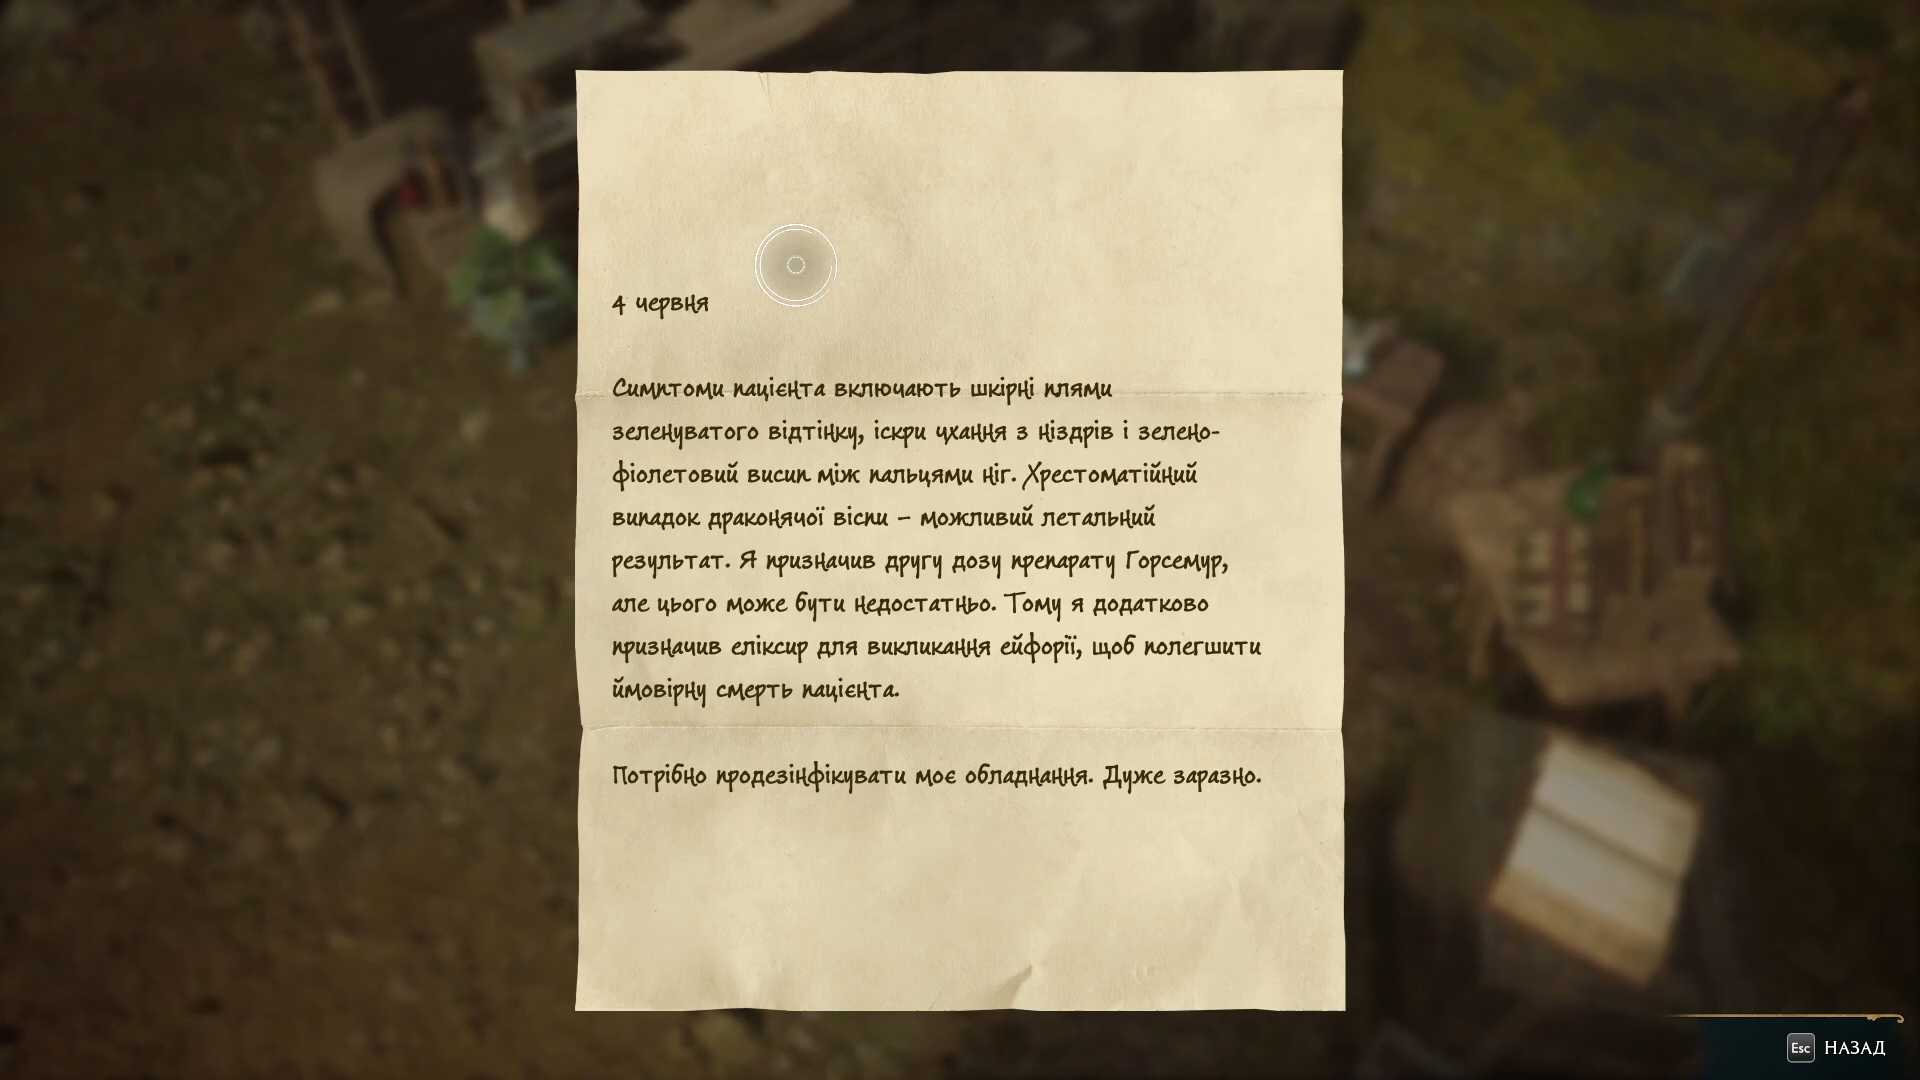 4 червня
Симптоми пацієнта включають шкірні плями
зеленуватого відтінку, іскри чхання з ніздрів і зелено-
фіолетовий висип між пальцями ніг. Хрестоматійний
випадок драконячої віспи – можливий летальний
результат. Я призначив другу дозу препарату Горсемур,
але цього може бути недостатньо. Тому я додатково
призначив еліксир для викликання ейфорії, щоб полегшити
ймовірну смерть пацієнта.
Потрібно продезінфікувати моє обладнання. Дуже заразно.
Esc НАЗАД